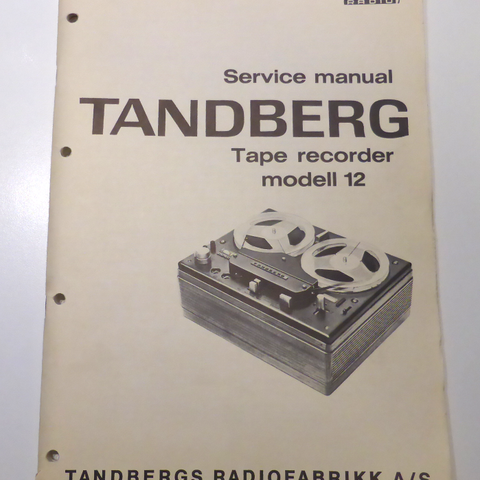 Service manual
TANDBERG
Tape recorder
modell 12
TANDBERGS RADIOFABRIKK A/S